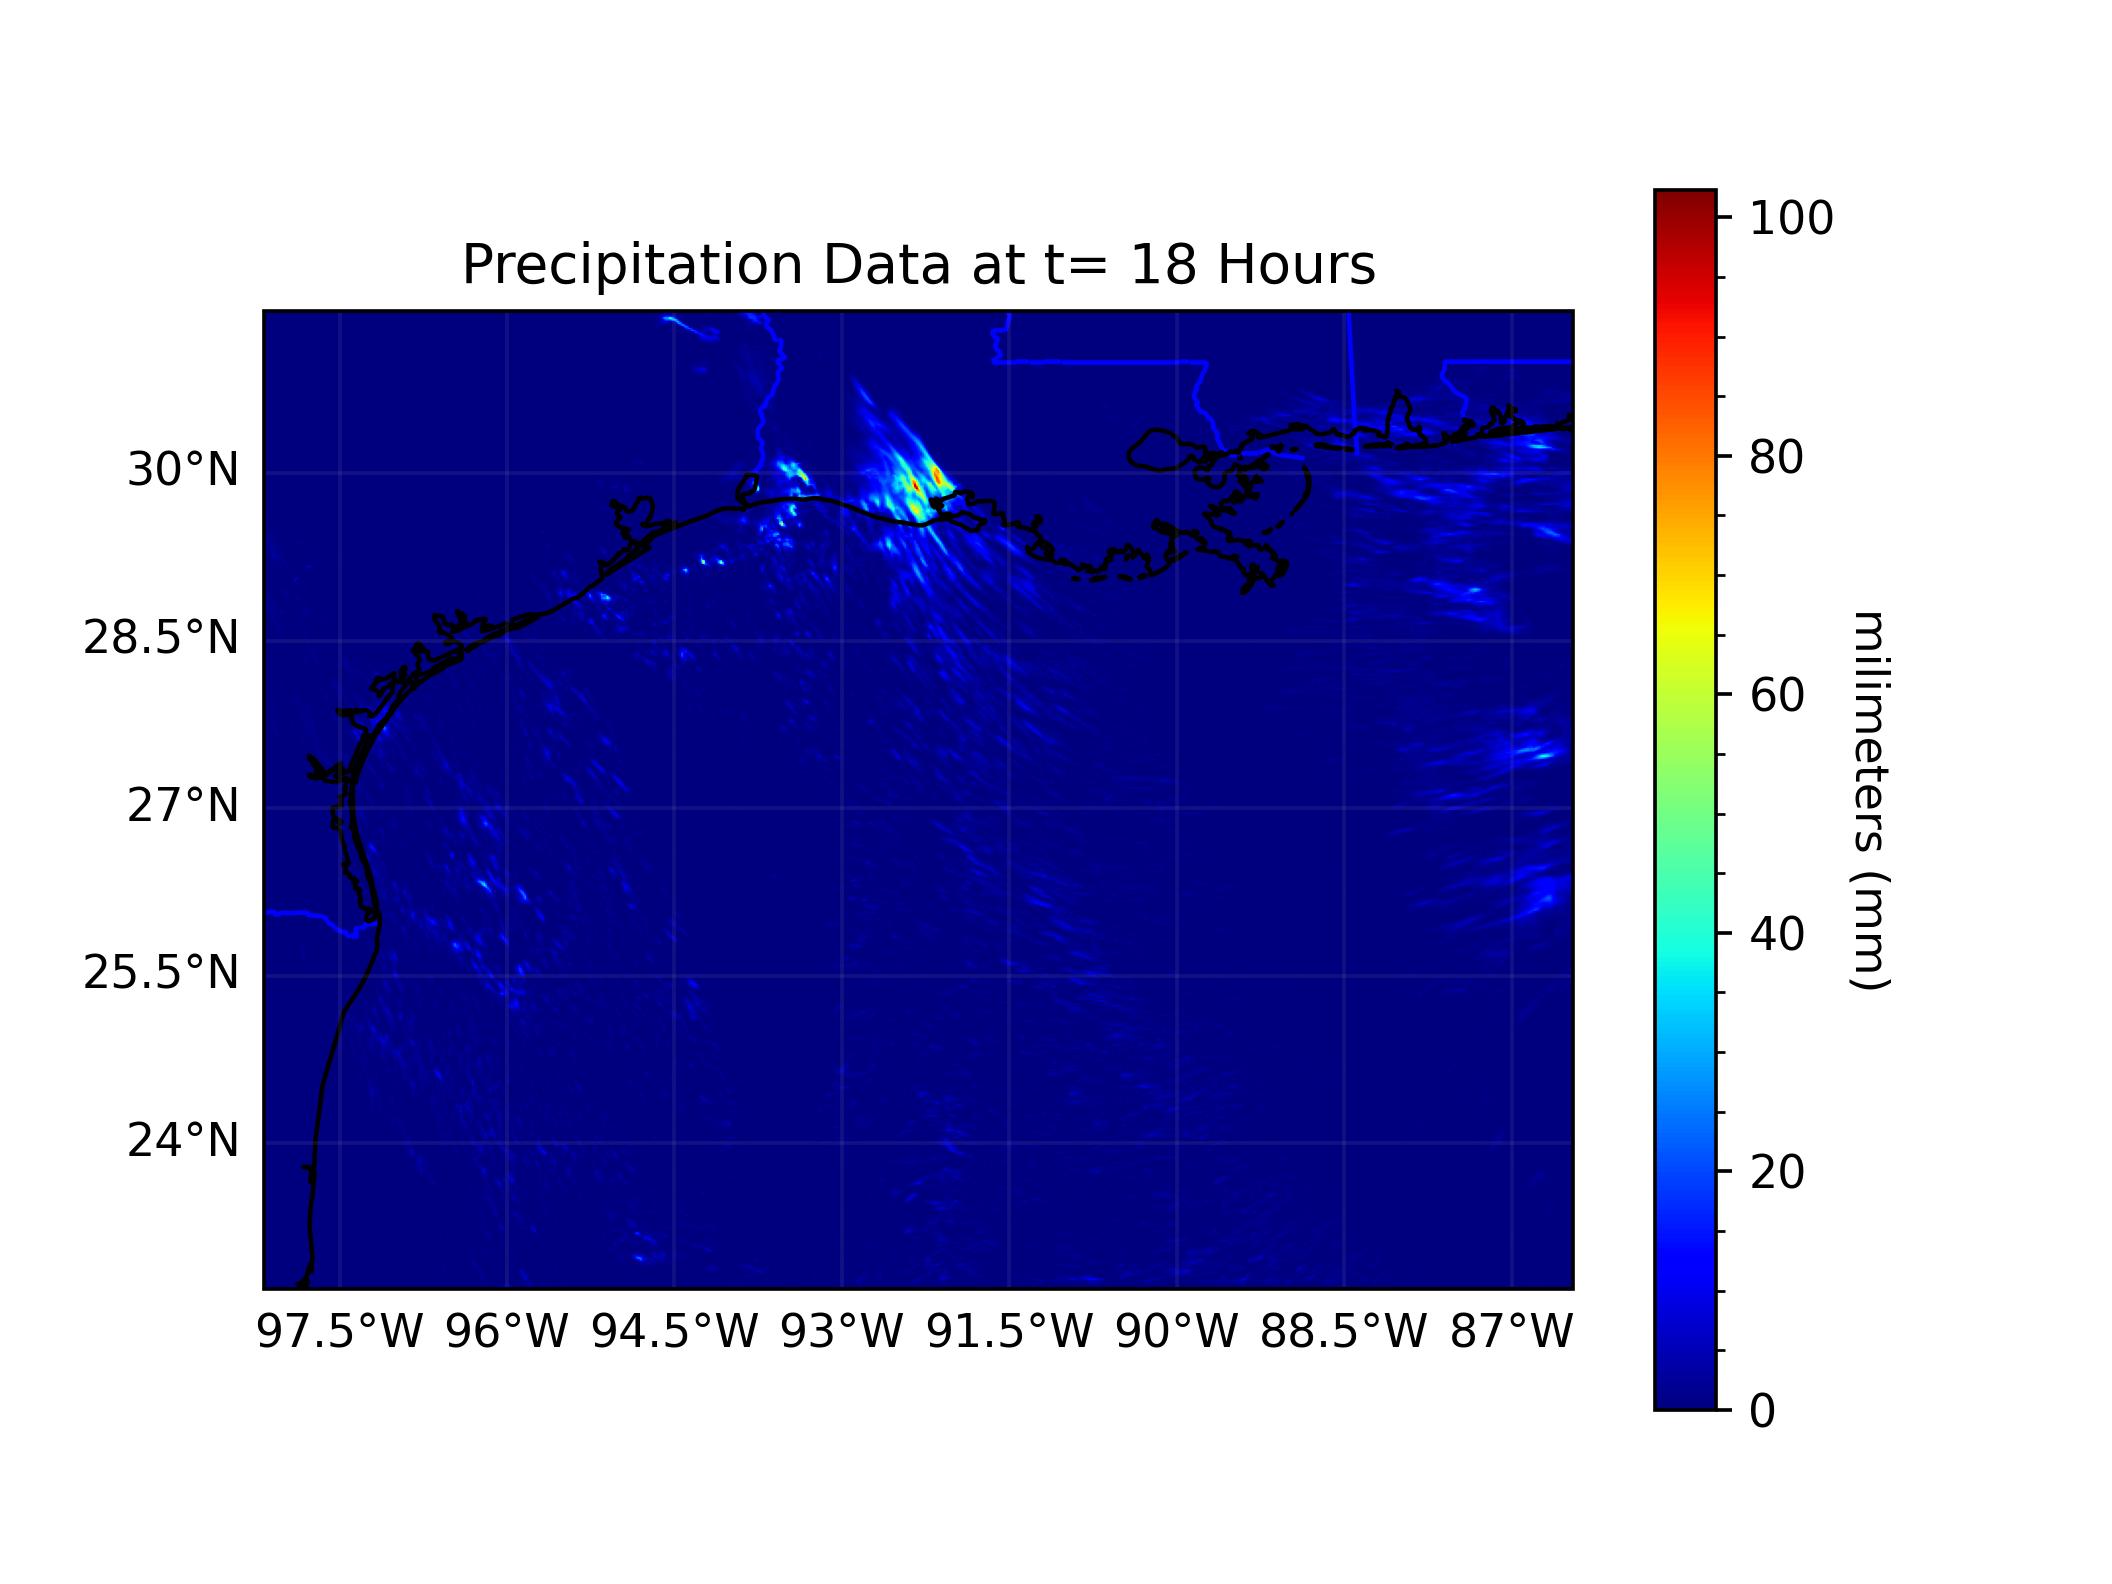 Precipitation Data at t= 18 Hours
30°N
28.5°N
27°N
25.5°N
24°N
97.5°W 96°W 94.5°W 93°W 91.5°W 90°W 88.5°W 87°W
100
80
60
40
20
0
milimeters (mm)